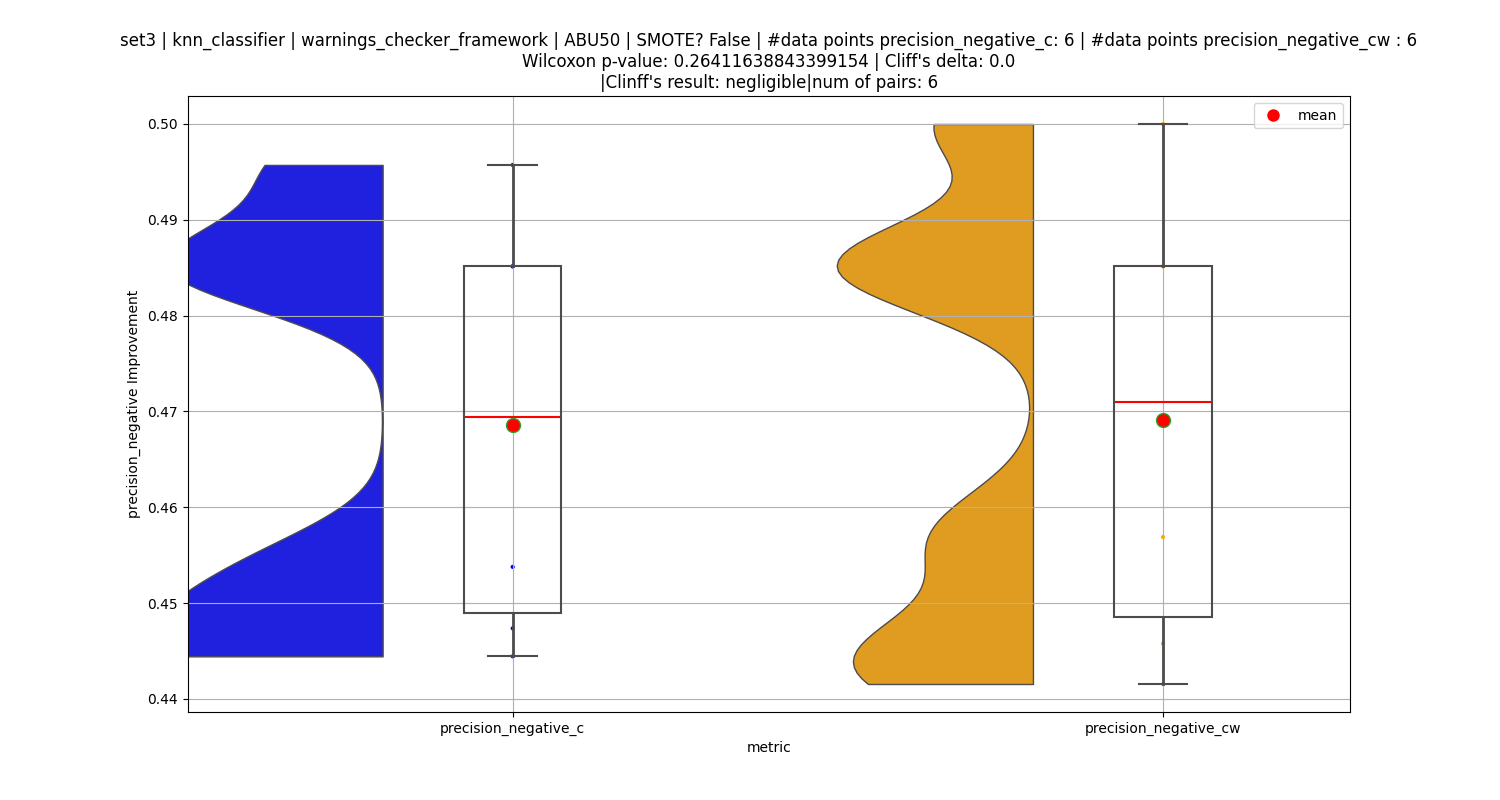 set3 | knn_classifier | warnings_checker_framework | ABU50 | SMOTE? False | #data points precision_negative_c: 6 | #data points precision_negative_cw : 6
Wilcoxon p-value: 0.26411638843399154 | Cliff's delta: 0.0
|Clinff's result: negligible|num of pairs: 6
mean
0.50
0.49
0.48
0.47
0.46
0.45
0.44
precision_negative Improvement
precision_negative_c
precision_negative_cw
metric